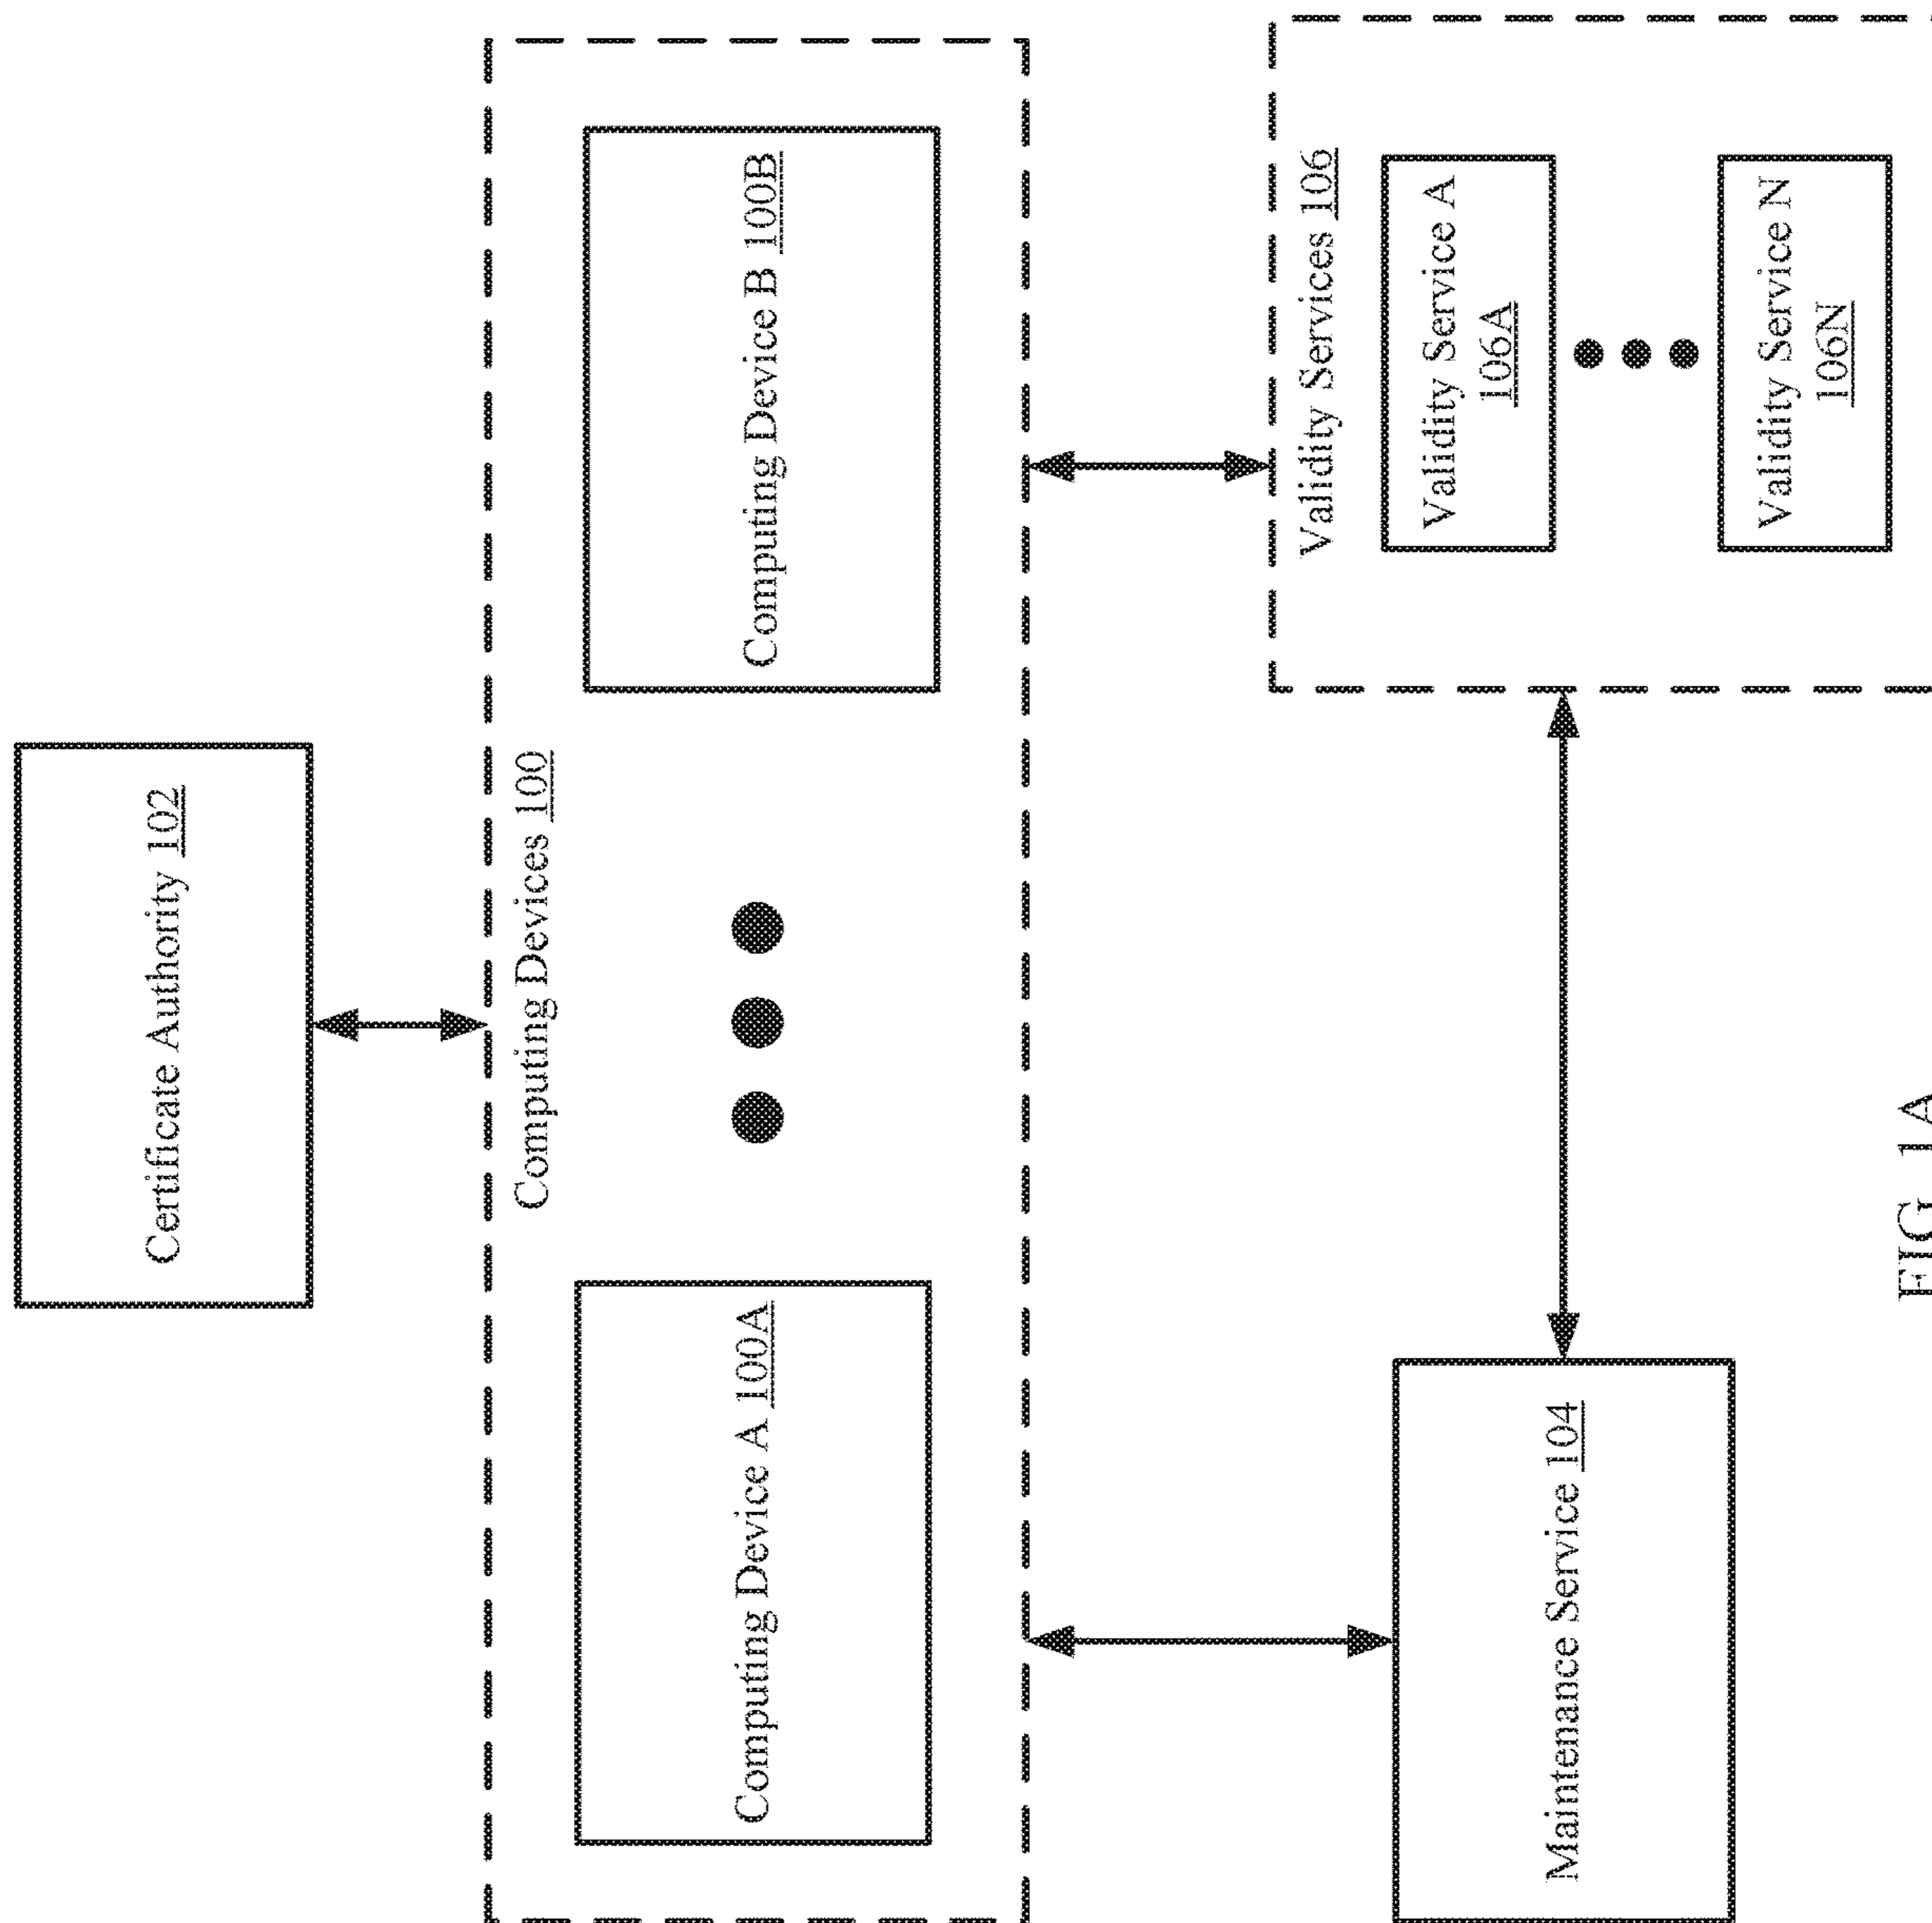 Certificate Authority 102
Computing Devices 100
Computing Device A 100A
Computing Device B 100B
Maintenance Service 104
Validity Services 106
Validity Service A
106A
Validity Service N
106N
FIG. 1A